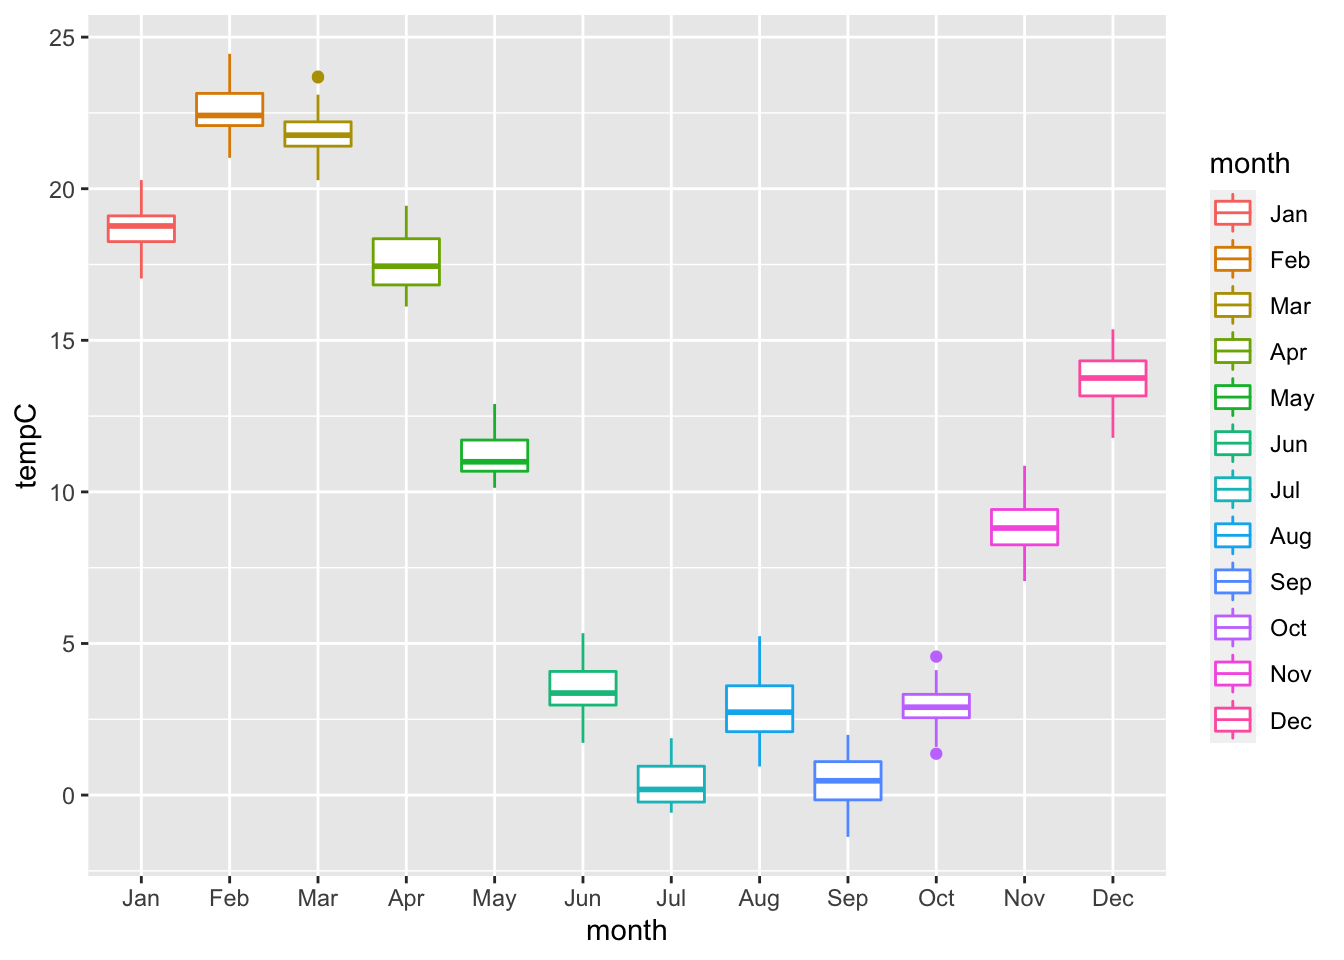 25
20
15
10
5
0
tempC
Jan Feb Mar Apr May Jun Jul Aug Sep Oct Nov Dec
month
month
Jan
Feb
Mar
Apr
May
Jun
Jul
Aug
Sep
Oct
Nov
Dec